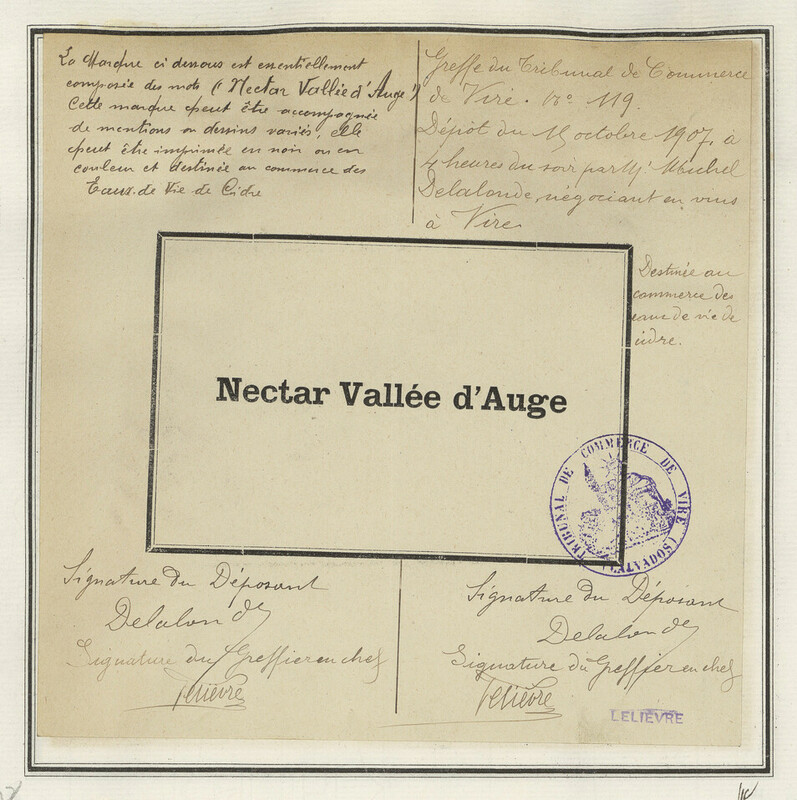 La Marque ci dessous est essentiellement
composée des mots (" Nectar Vallée d'Auge ")
Cette marque peut être accompagnée
de mentions ou dessins variés, elle
peut être imprimée en noir ou en
couleur et destinée au commerce des
Eaux de Vie de Cidre
Greffe du Tribunal de Commerce
de Vire. No 119.
Dépôt du 15 octobre 1907, à
4 heures du soir par M. Michel
Delalonde, négociant en vins
à Vire.
Destinée au
commerce des
eaux de vie de
cidre.
Nectar Vallée d'Auge
TRIBUNAL DE COMMERCE DE VIRE (CALVADOS)
Signature du Déposant
Delalonde
Signature du Greffier en chef
Lelièvre
Signature du Déposant
Delalonde
Signature du Greffier en chef
Lelièvre
LELIÈVRE